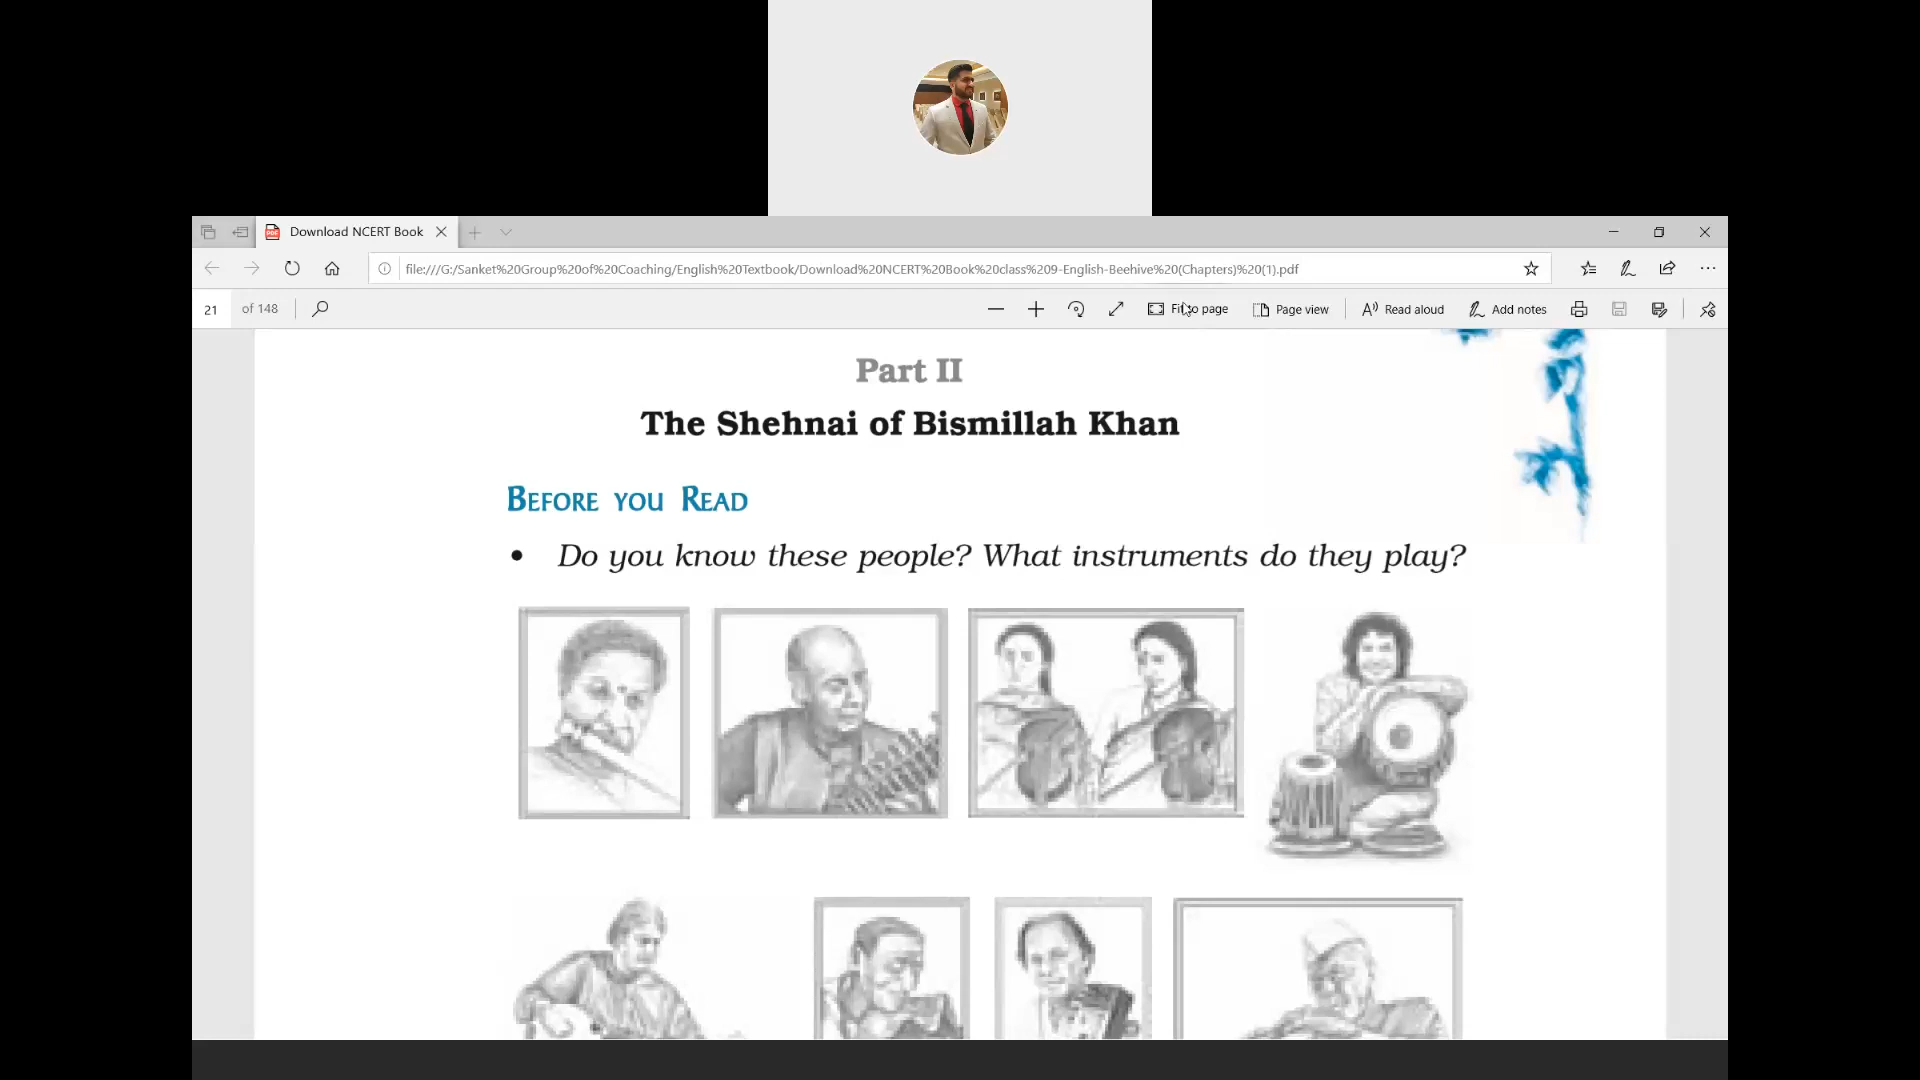 Download NCERT Book
file:///G:/Sanket%20Group%20of%20Coaching/English%20Textbook/Download%20NCERT%20Book%20class%209-English-Beehive%20(Chapters)%20(1).pdf
21 of 148 Fit to page Page view Read aloud Add notes
Part II
The Shehnai of Bismillah Khan
BEFORE YOU READ
• Do you know these people? What instruments do they play?